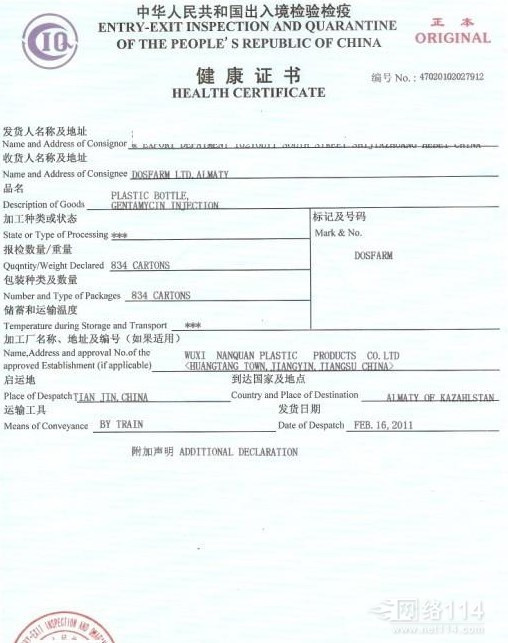 中华人民共和国出入境检验检疫
ENTRY-EXIT INSPECTION AND QUARANTINE
OF THE PEOPLE'S REPUBLIC OF CHINA
正本
ORIGINAL
CIQ
健康证书
HEALTH CERTIFICATE
编号 No.: 47020102027912
发货人名称及地址
Name and Address of Consignor
收货人名称及地址
Name and Address of Consignee DOSFARM LTD, ALMATY
品名
Description of Goods PLASTIC BOTTLE,
GENTAMYCIN INJECTION
加工种类或状态
State or Type of Processing ***
标记及号码
Mark & No.
DOSFARM
报检数量/重量
Quqntity/Weight Declared 834 CARTONS
包装种类及数量
Number and Type of Packages 834 CARTONS
储蓄和运输温度
Temperature during Storage and Transport ***
加工厂名称、地址及编号（如果适用）
Name,Address and approval No.of the
approved Establishment (if applicable)
WUXI NANQUAN PLASTIC PRODUCTS CO.LTD
<HUANGTANG TOWN,JIANGYIN,JIANGSU CHINA>
启运地 到达国家及地点
Place of Despatch TIAN JIN,CHINA Country and Place of Destination ALMATY OF KAZAHLSTAN
运输工具 发货日期
Means of Conveyance BY TRAIN Date of Despatch FEB.16,2011
附加声明 ADDITIONAL DECLARATION
网络114